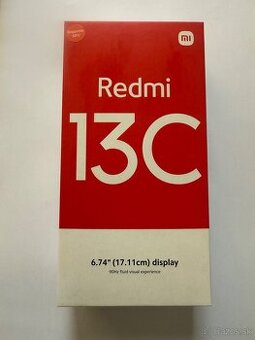 mi
Redmi
13C
6.74" (17.11cm) display
90Hz fluid visual experience